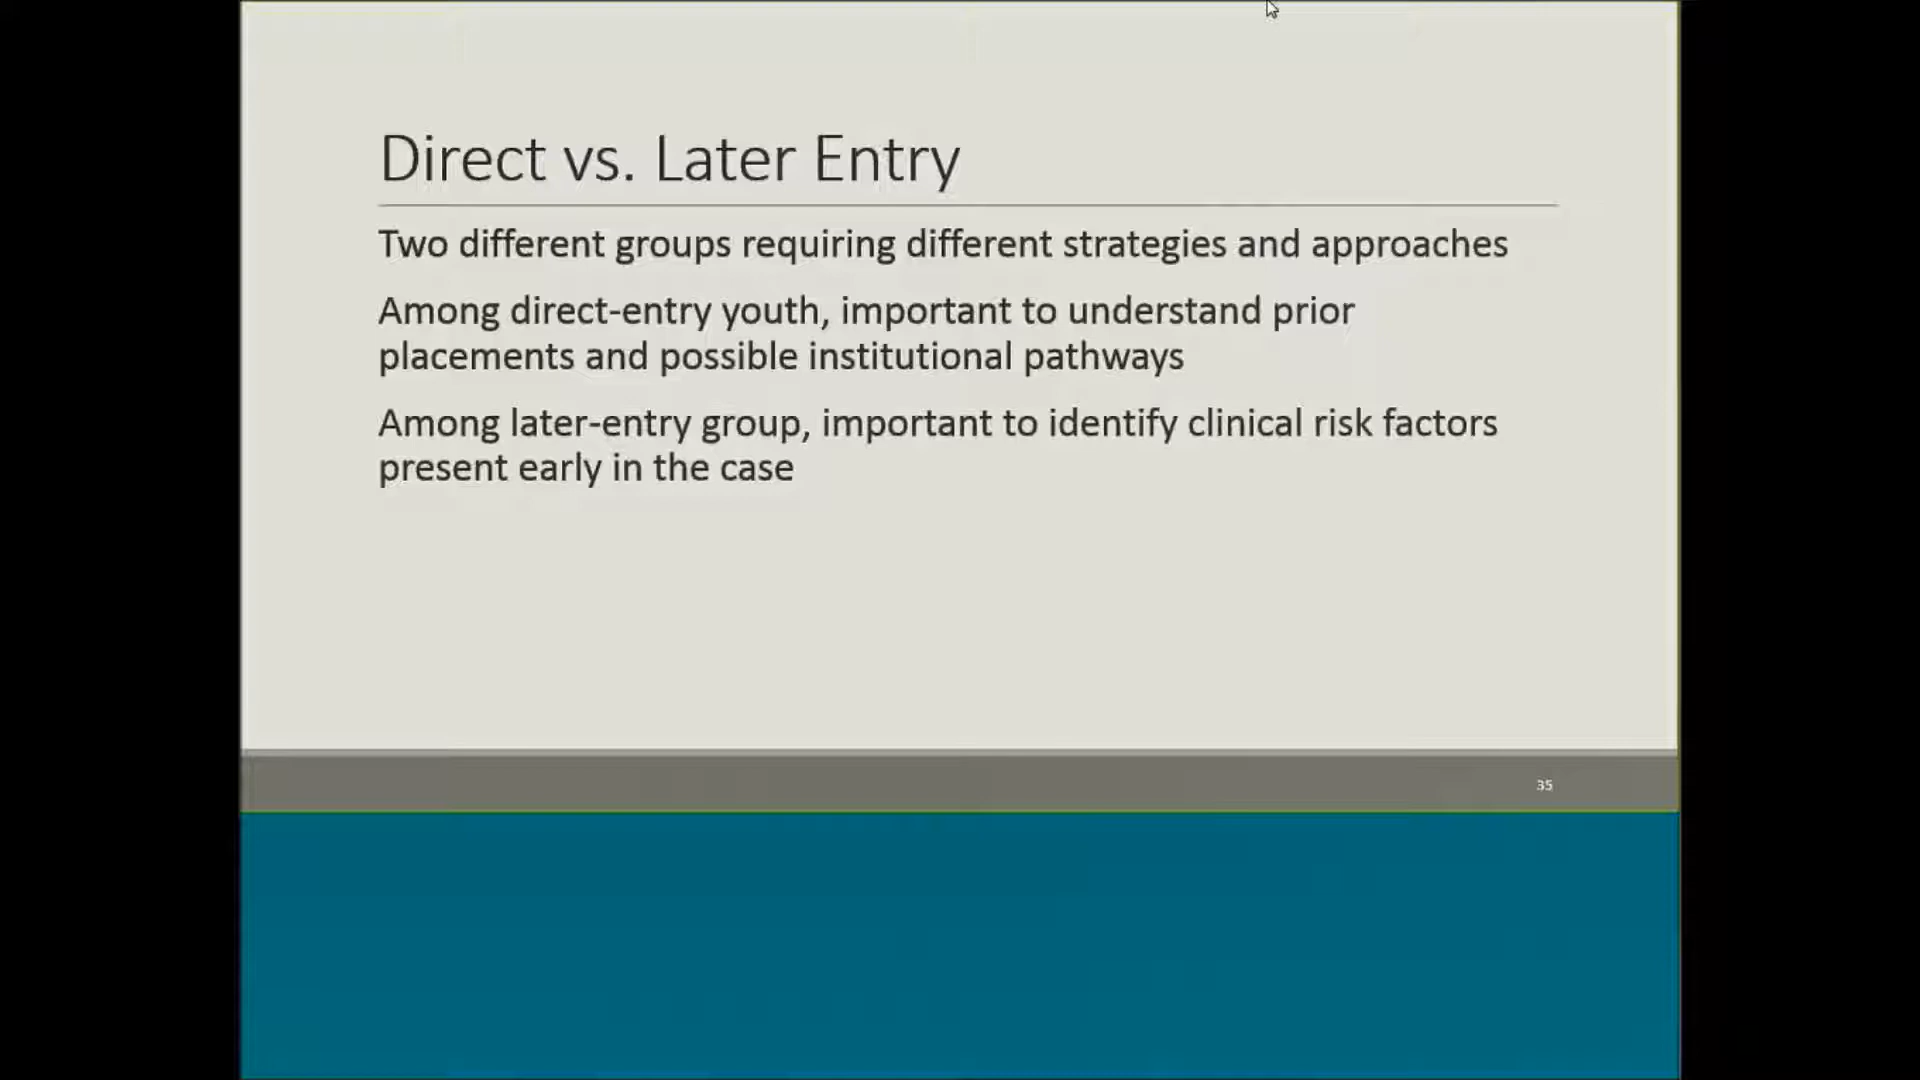 Direct vs. Later Entry
Two different groups requiring different strategies and approaches
Among direct-entry youth, important to understand prior
placements and possible institutional pathways
Among later-entry group, important to identify clinical risk factors
present early in the case
35